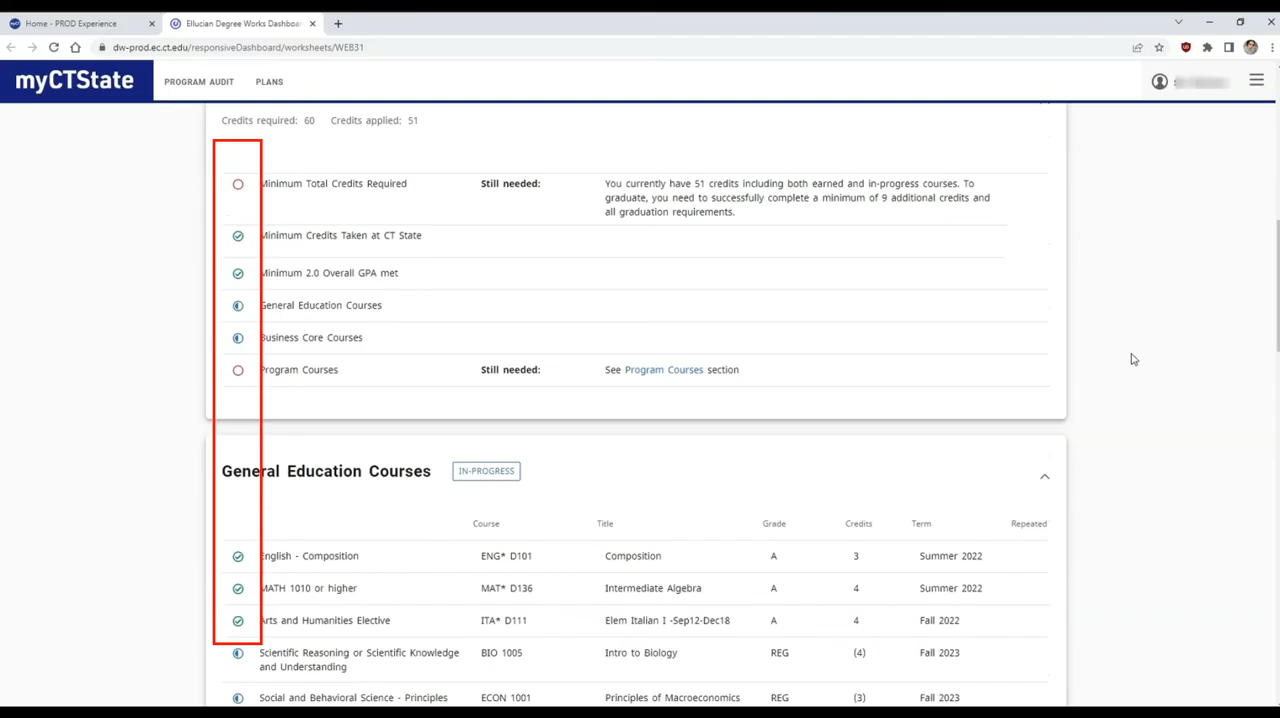 Home - PROD Experience
Ellucian Degree Works Dashboar
dw-prod.ec.ct.edu/responsiveDashboard/worksheets/WEB31
myCTState
PROGRAM AUDIT
PLANS
Credits required: 60 Credits applied: 51
Minimum Total Credits Required Still needed: You currently have 51 credits including both earned and in-progress courses. To
graduate, you need to successfully complete a minimum of 9 additional credits and
all graduation requirements.
Minimum Credits Taken at CT State
Minimum 2.0 Overall GPA met
General Education Courses
Business Core Courses
Program Courses Still needed: See Program Courses section
General Education Courses IN-PROGRESS
Course Title Grade Credits Term Repeated
English - Composition ENG* D101 Composition A 3 Summer 2022
MATH 1010 or higher MAT* D136 Intermediate Algebra A 4 Summer 2022
Arts and Humanities Elective ITA* D111 Elem Italian I -Sep12-Dec18 A 4 Fall 2022
Scientific Reasoning or Scientific Knowledge BIO 1005 Intro to Biology REG (4) Fall 2023
and Understanding
Social and Behavioral Science - Principles ECON 1001 Principles of Macroeconomics REG (3) Fall 2023